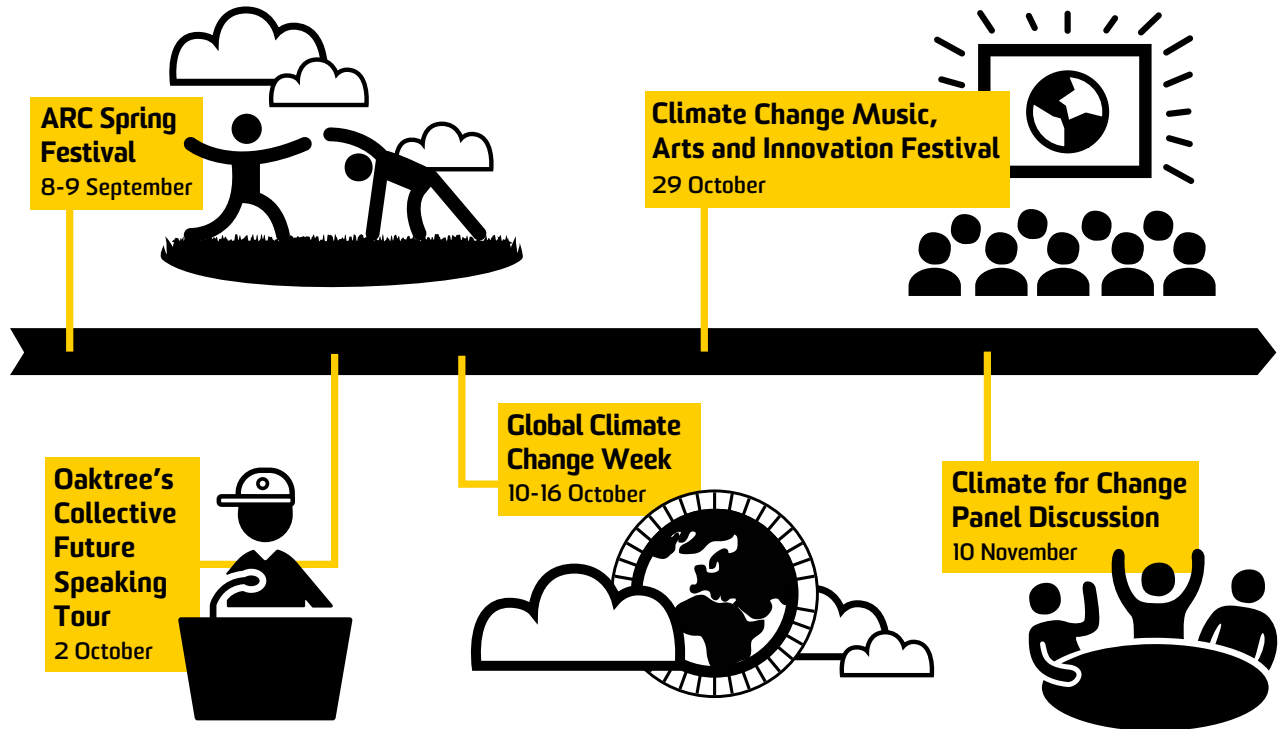 ARC Spring
Festival
8-9 September
Oaktree's
Collective
Future
Speaking
Tour
2 October
Global Climate
Change Week
10-16 October
Climate Change Music,
Arts and Innovation Festival
29 October
Climate for Change
Panel Discussion
10 November